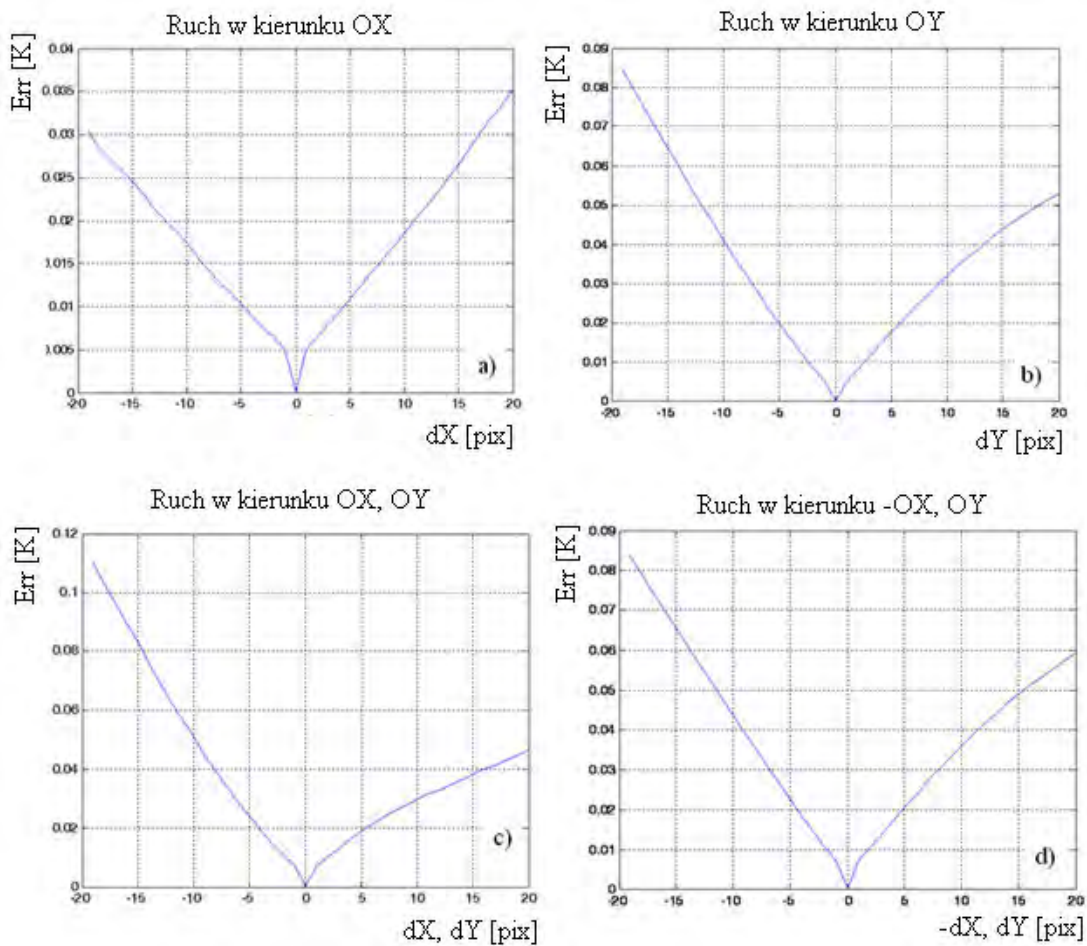 Ruch w kierunku OX
Err [K]
0.04
0.035
0.03
0.025
0.02
0.015
0.01
0.005
0
-20 -15 -10 -5 0 5 10 15 20
a)
dX [pix]
Ruch w kierunku OY
Err [K]
0.09
0.08
0.07
0.06
0.05
0.04
0.03
0.02
0.01
0
-20 -15 -10 -5 0 5 10 15 20
b)
dY [pix]
Ruch w kierunku OX, OY
Err [K]
0.12
0.1
0.08
0.06
0.04
0.02
0
-20 -15 -10 -5 0 5 10 15 20
c)
dX, dY [pix]
Ruch w kierunku -OX, OY
Err [K]
0.09
0.08
0.07
0.06
0.05
0.04
0.03
0.02
0.01
0
-20 -15 -10 -5 0 5 10 15 20
d)
-dX, dY [pix]